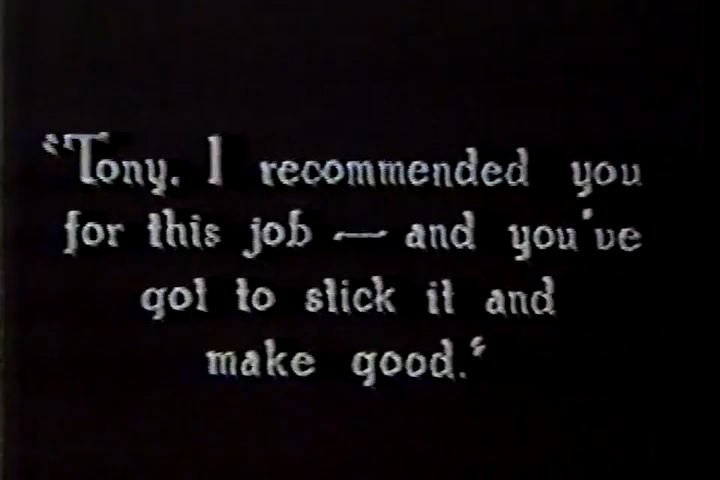 "Tony, I recommended you
for this job — and you've
got to stick it and
make good."